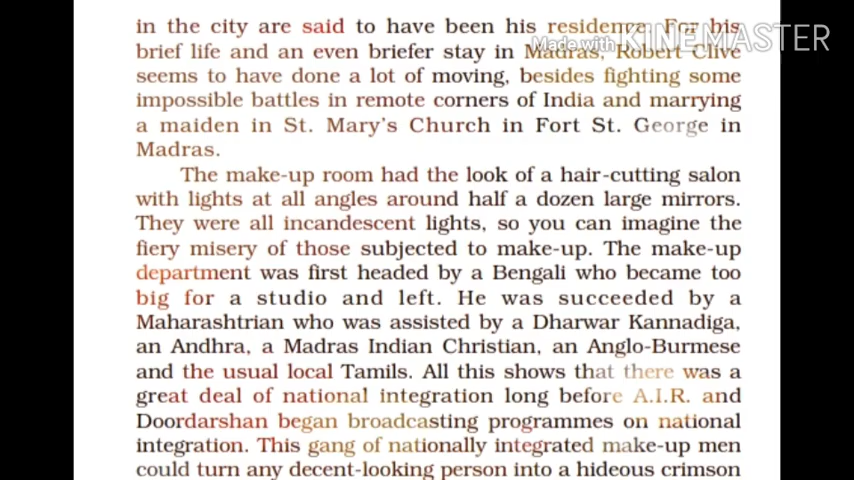 in the city are said to have been his residence. For his
Made with KINEMASTER
brief life and an even briefer stay in Madras, Robert Clive
seems to have done a lot of moving, besides fighting some
impossible battles in remote corners of India and marrying
a maiden in St. Mary's Church in Fort St. George in
Madras.
The make-up room had the look of a hair-cutting salon
with lights at all angles around half a dozen large mirrors.
They were all incandescent lights, so you can imagine the
fiery misery of those subjected to make-up. The make-up
department was first headed by a Bengali who became too
big for a studio and left. He was succeeded by a
Maharashtrian who was assisted by a Dharwar Kannadiga,
an Andhra, a Madras Indian Christian, an Anglo-Burmese
and the usual local Tamils. All this shows that there was a
great deal of national integration long before A.I.R. and
Doordarshan began broadcasting programmes on national
integration. This gang of nationally integrated make-up men
could turn any decent-looking person into a hideous crimson